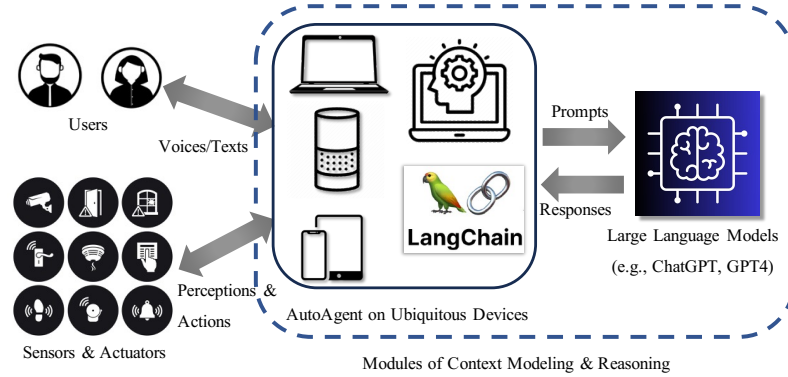 Users
Voices/Texts
Prompts
Responses
LangChain
Large Language Models
(e.g., ChatGPT, GPT4)
Perceptions &
Actions
AutoAgent on Ubiquitous Devices
Sensors & Actuators
Modules of Context Modeling & Reasoning